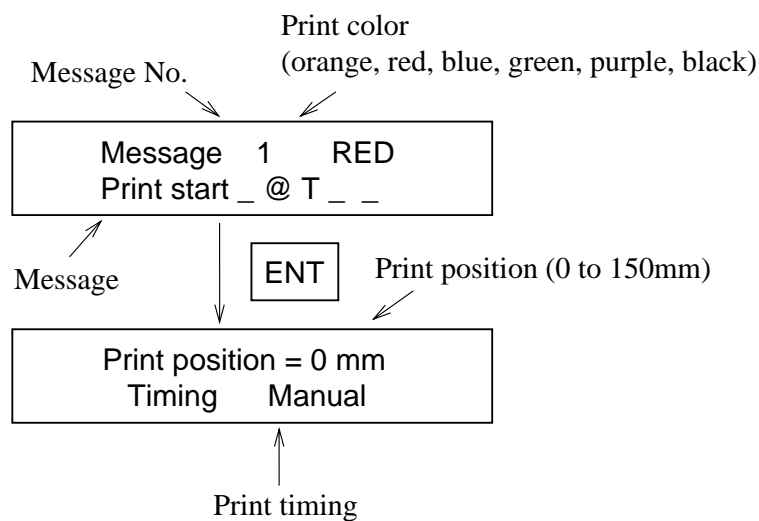 Print color
(orange, red, blue, green, purple, black)
Message No.
Message 1 RED
Print start _ @ T _ _
Message
ENT
Print position (0 to 150mm)
Print position = 0 mm
Timing Manual
Print timing